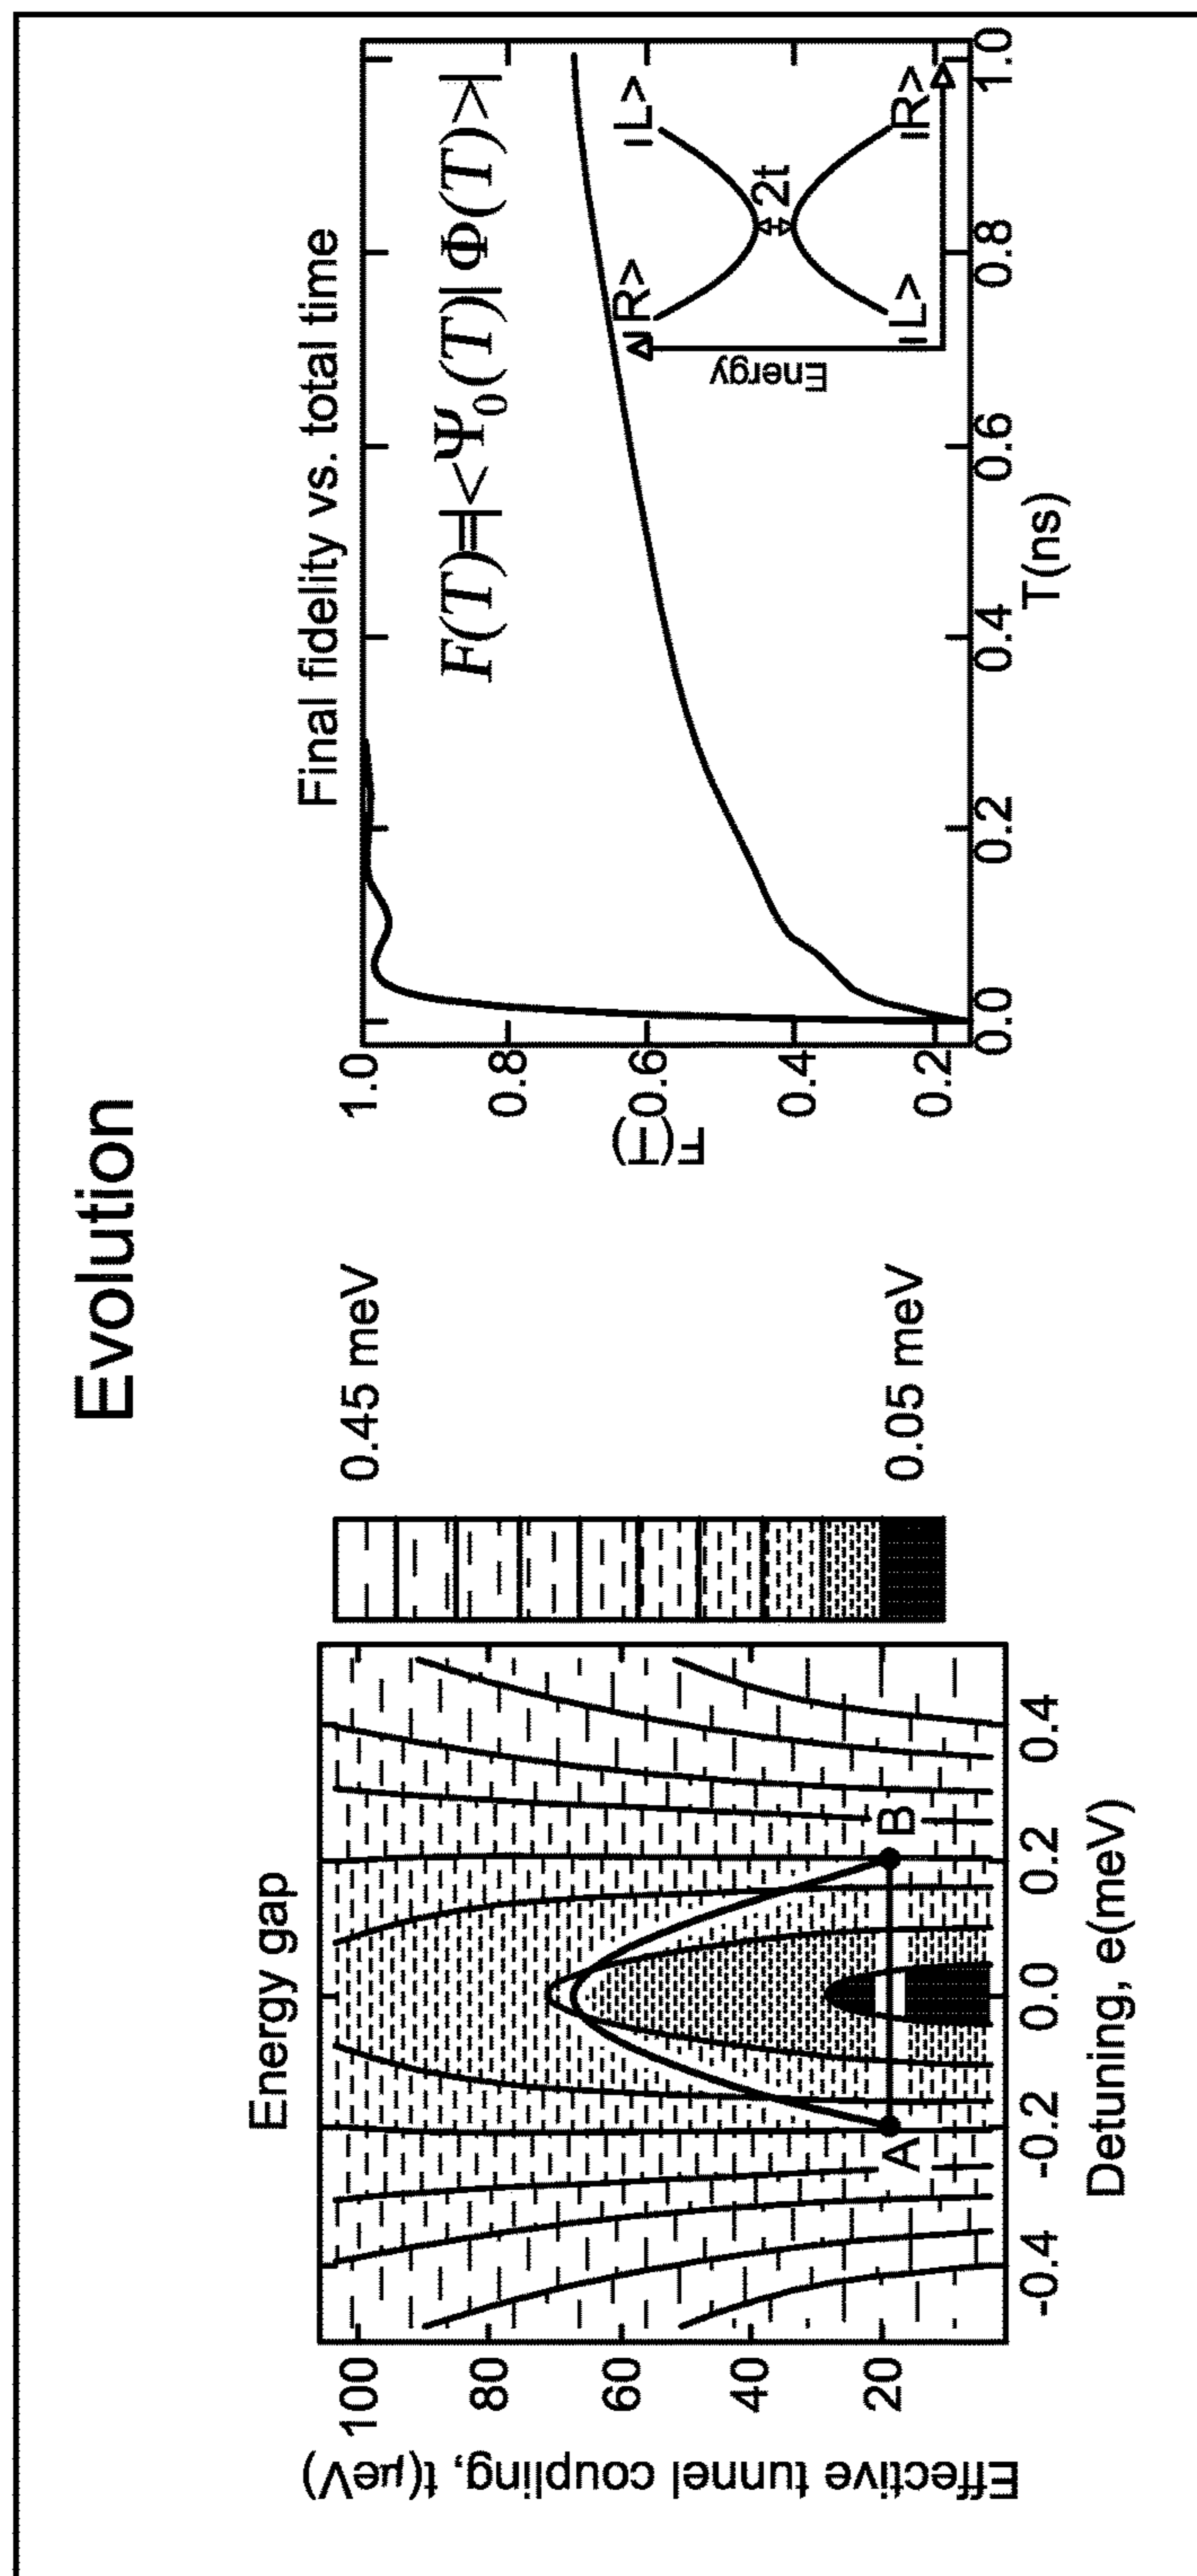 Evolution
Energy gap
Effective tunnel coupling, t(μeV)
100
80
60
40
20
A
B
-0.4
-0.2
0.0
0.2
0.4
Detuning, e(meV)
0.45 meV
0.05 meV
Final fidelity vs. total time
F(T)=|<Ψ₀(T)|Φ(T)>|
F(T)
1.0
0.8
0.6
0.4
0.2
Energy
|R>
|L>
2t
|L>
|R>
0.0
0.2
0.4
0.6
0.8
1.0
T(ns)